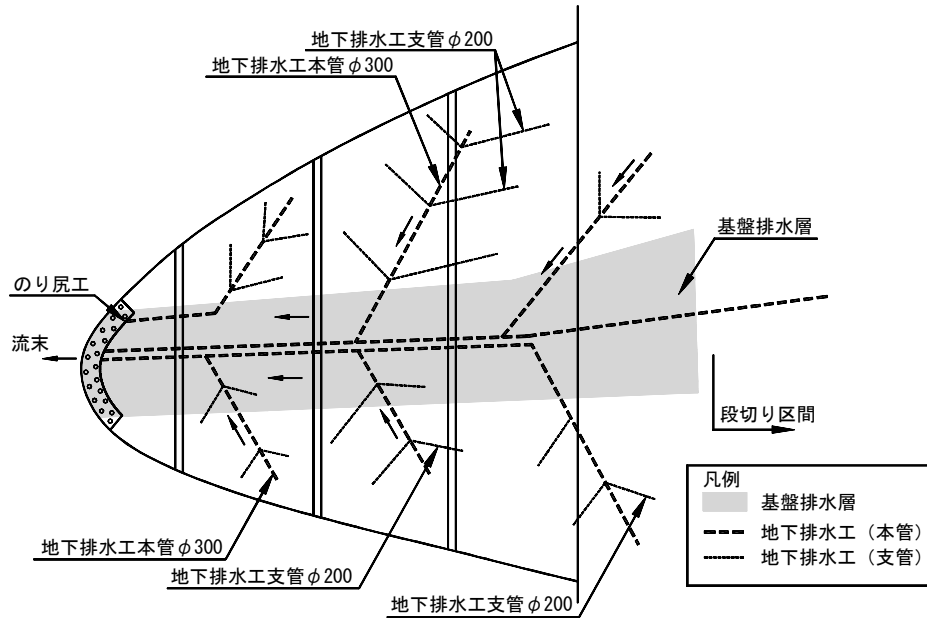 地下排水工支管φ200
地下排水工本管φ300
基盤排水層
のり尻工
流末
段切り区間
凡例
基盤排水層
地下排水工（本管）
地下排水工（支管）
地下排水工本管φ300
地下排水工支管φ200
地下排水工支管φ200